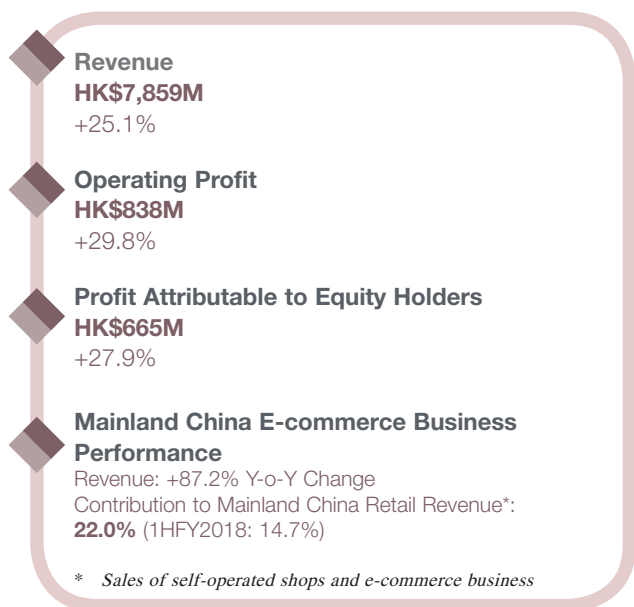 Revenue
HK$7,859M
+25.1%
Operating Profit
HK$838M
+29.8%
Profit Attributable to Equity Holders
HK$665M
+27.9%
Mainland China E-commerce Business
Performance
Revenue: +87.2% Y-o-Y Change
Contribution to Mainland China Retail Revenue*:
22.0% (1HFY2018: 14.7%)
* Sales of self-operated shops and e-commerce business